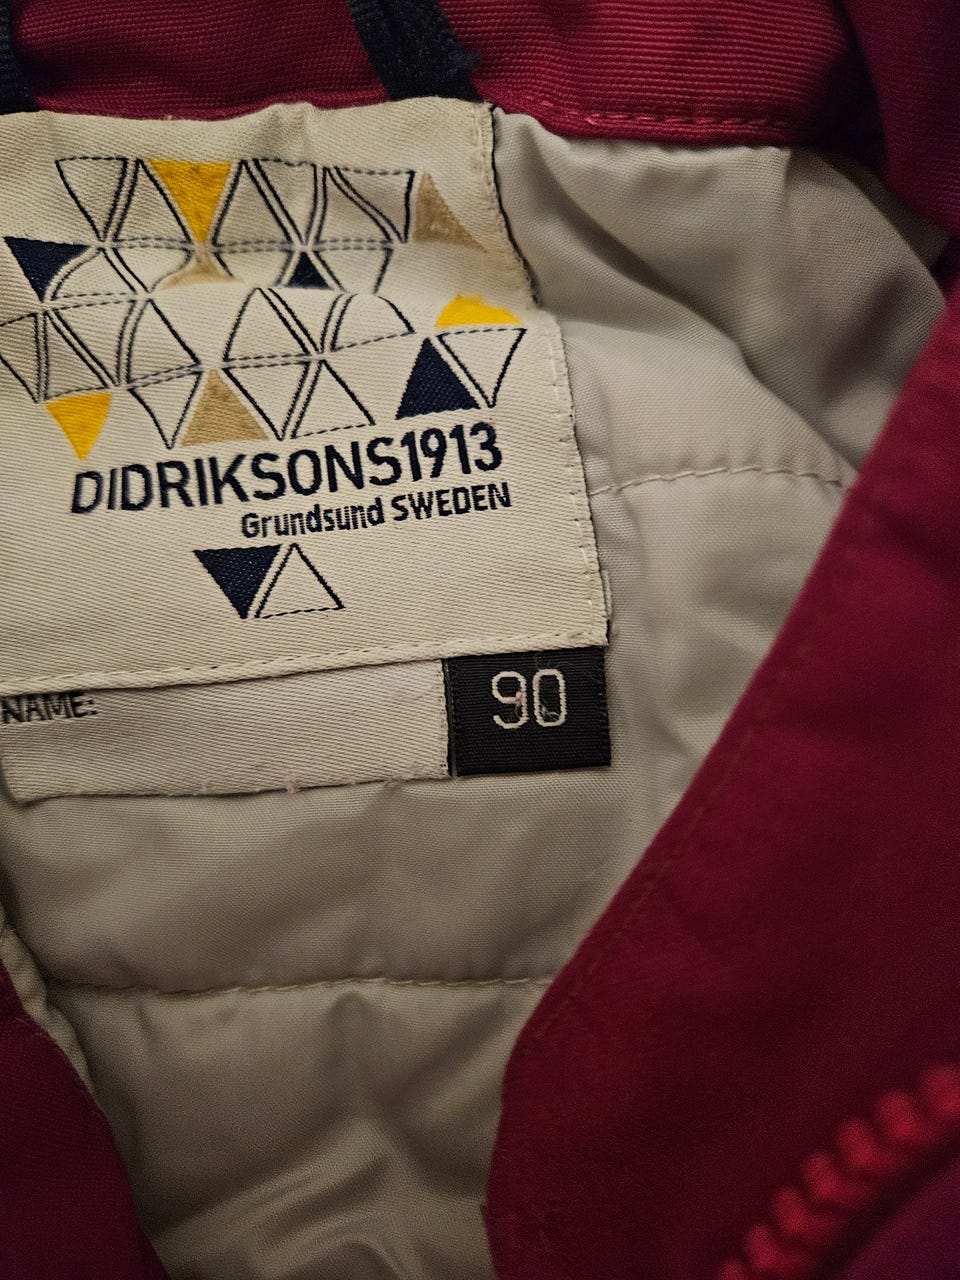 DIDRIKSONS1913
Grundsund SWEDEN
NAME:
90